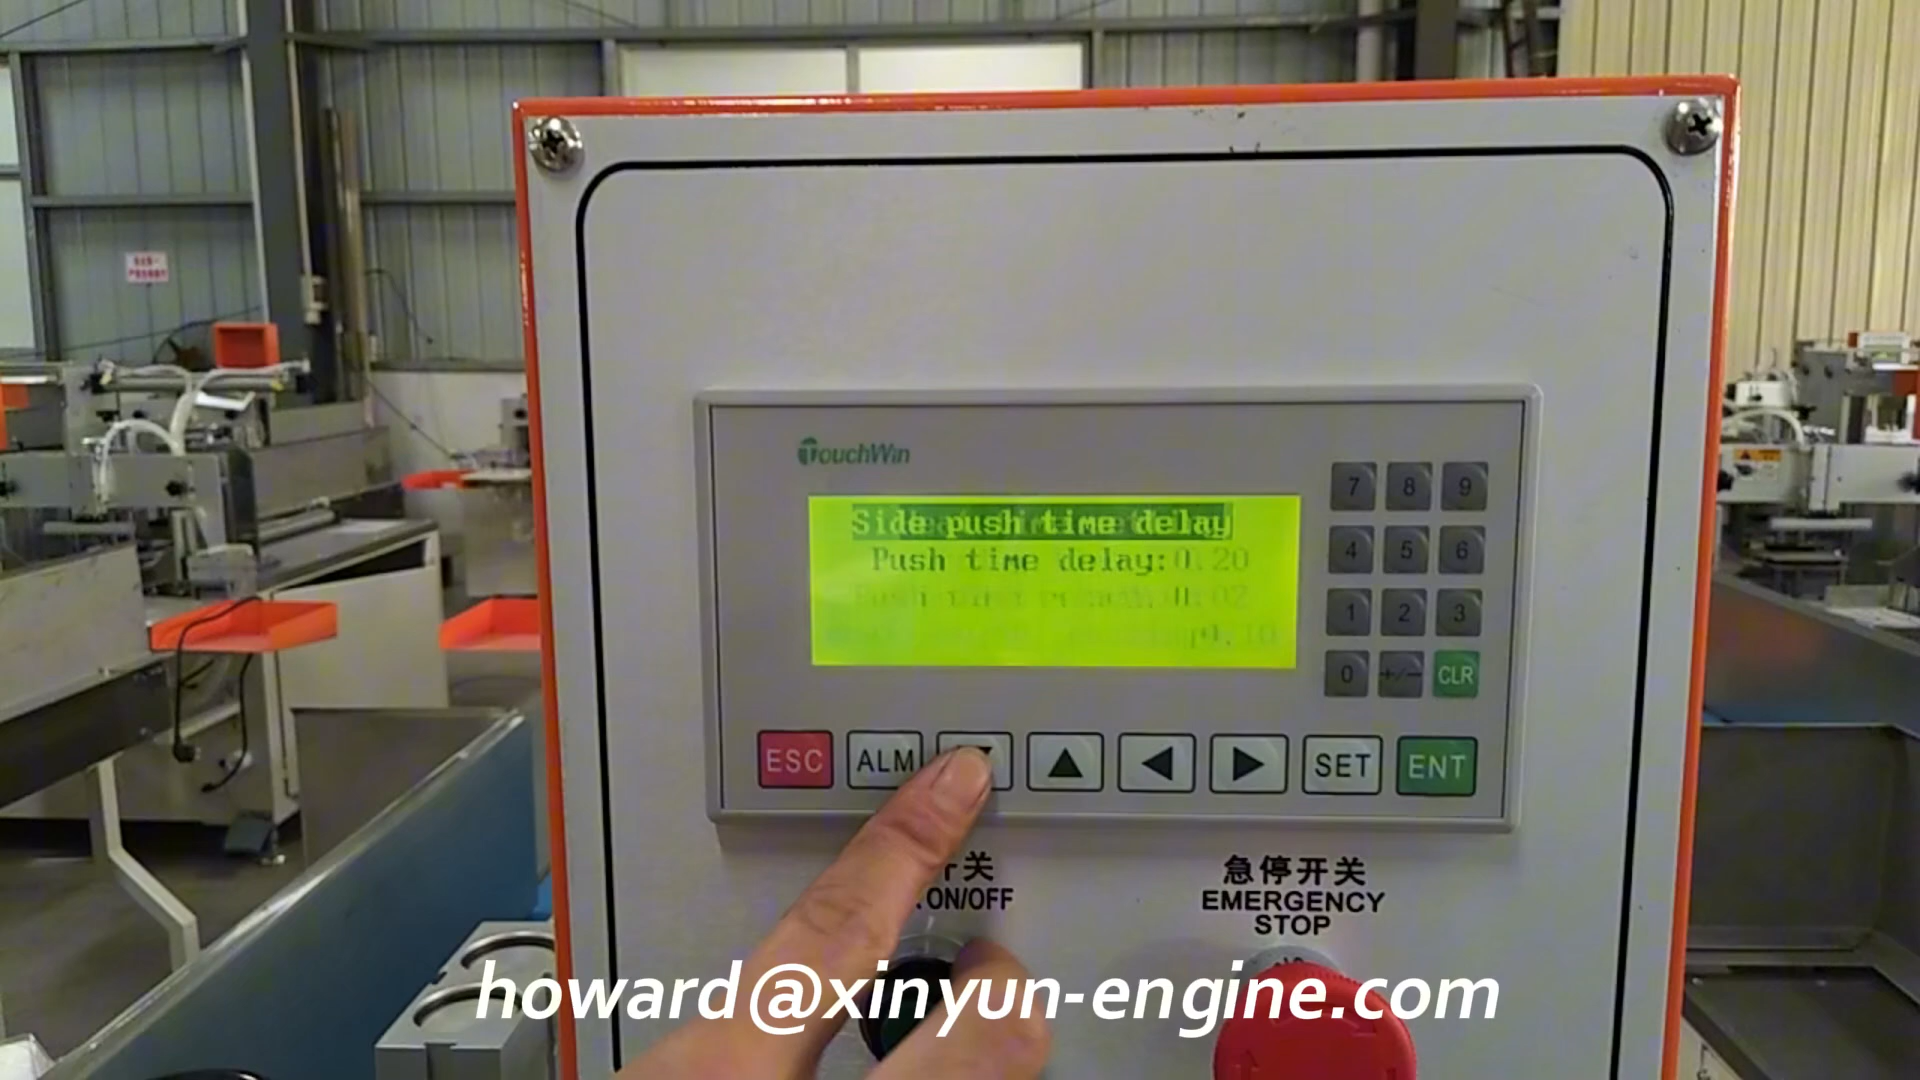 TouchWin
Side push time delay
Push time delay:0.20
7 8 9
4 5 6
1 2 3
0 +/- CLR
ESC ALM SET ENT
开关
ON/OFF
急停开关
EMERGENCY
STOP
howard@xinyun-engine.com